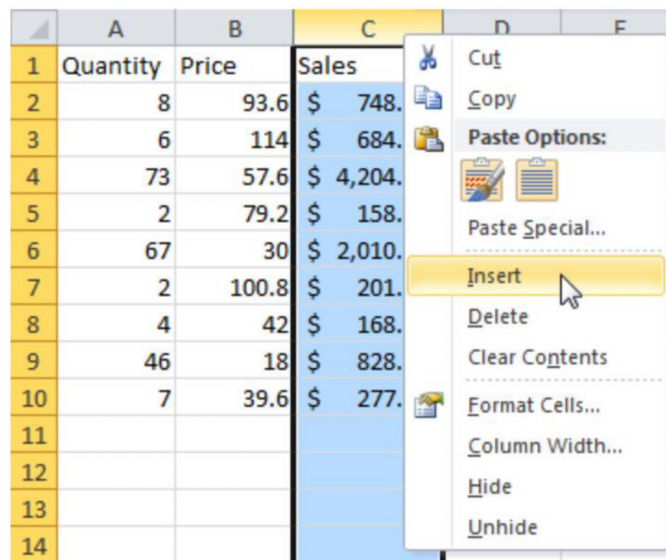 A B C D E
1 Quantity Price Sales
2 8 93.6 $ 748.
3 6 114 $ 684.
4 73 57.6 $ 4,204.
5 2 79.2 $ 158.
6 67 30 $ 2,010.
7 2 100.8 $ 201.
8 4 42 $ 168.
9 46 18 $ 828.
10 7 39.6 $ 277.
11
12
13
14
Cut
Copy
Paste Options:
Paste Special...
Insert
Delete
Clear Contents
Format Cells...
Column Width...
Hide
Unhide